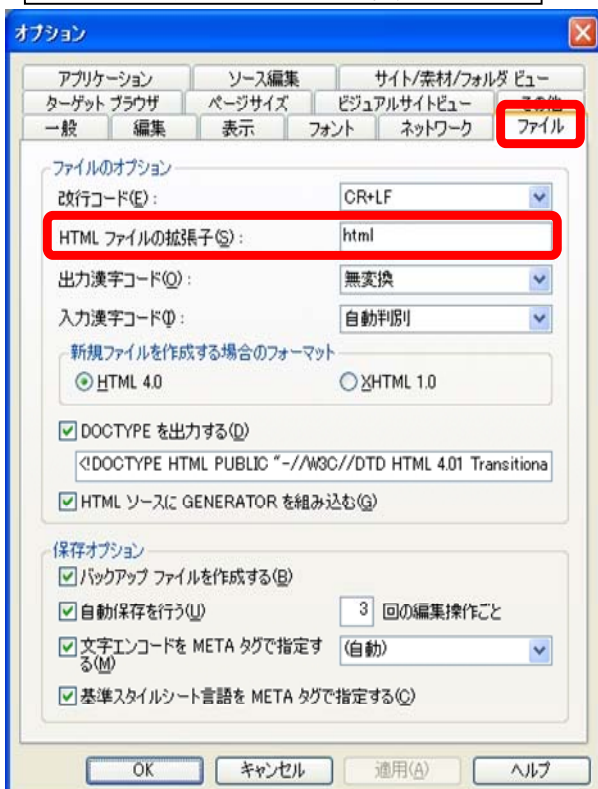 オプション
アプリケーション ソース編集 サイト/素材/フォルダ ビュー
ターゲット ブラウザ ページサイズ ビジュアルサイトビュー その他
一般 編集 表示 フォント ネットワーク ファイル
ファイルのオプション
改行コード(E): CR+LF
HTML ファイルの拡張子(S): html
出力漢字コード(O): 無変換
入力漢字コード(I): 自動判別
新規ファイルを作成する場合のフォーマット
HTML 4.0 XHTML 1.0
DOCTYPE を出力する(D)
<!DOCTYPE HTML PUBLIC "-//W3C//DTD HTML 4.01 Transitiona
HTML ソースに GENERATOR を組み込む(G)
保存オプション
バックアップ ファイルを作成する(B)
自動保存を行う(U) 3 回の編集操作ごと
文字エンコードを META タグで指定す (自動)
る(M)
基準スタイルシート言語を META タグで指定する(C)
OK キャンセル 適用(A) ヘルプ